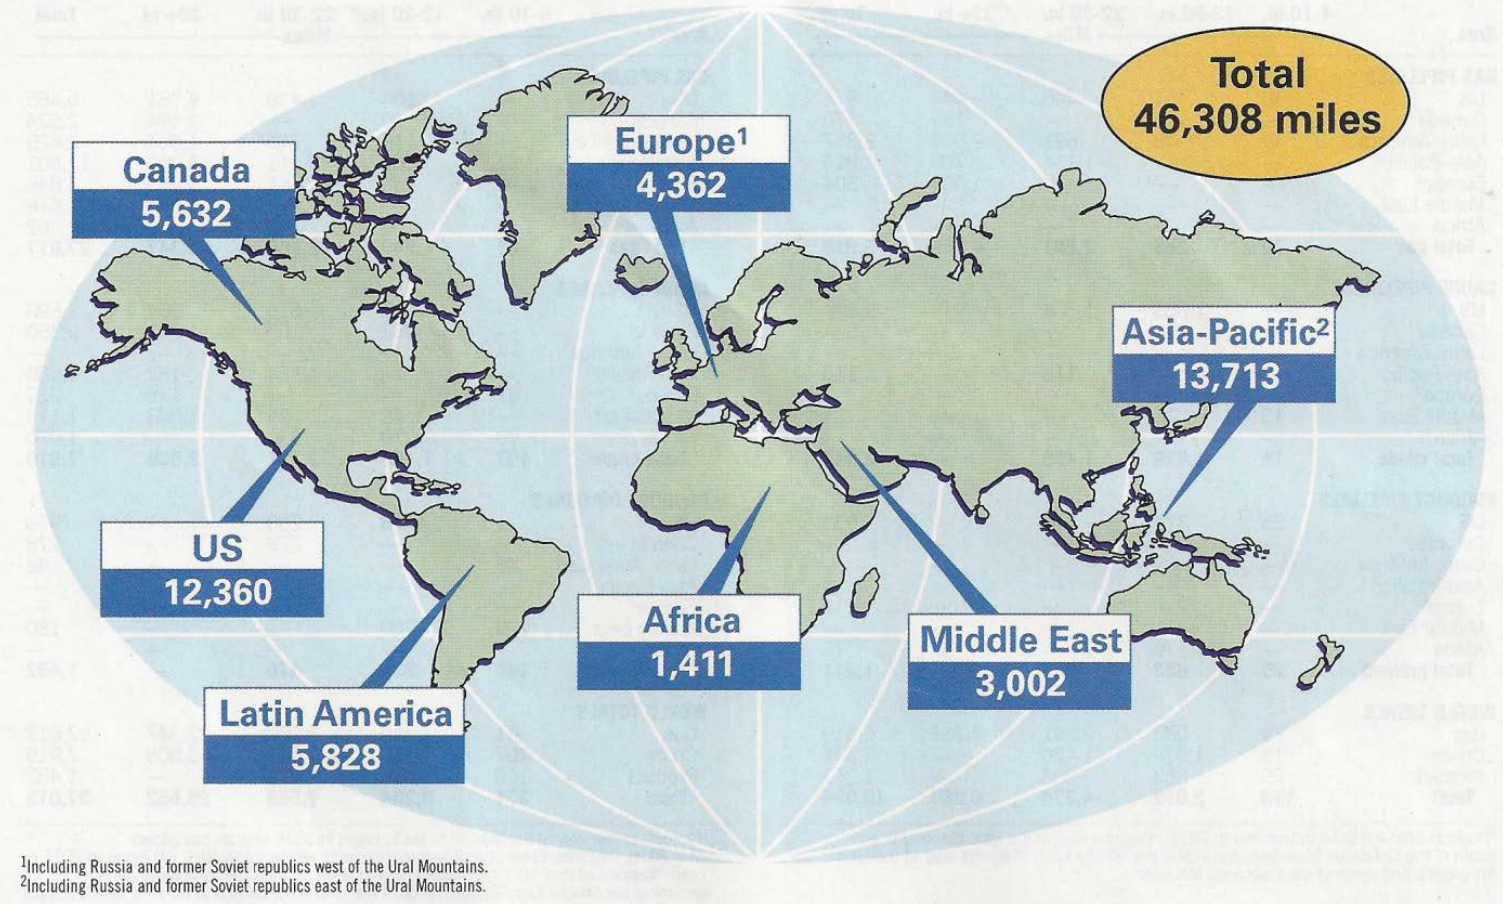 Total
46,308 miles
Canada
5,632
Europe¹
4,362
Asia-Pacific²
13,713
US
12,360
Africa
1,411
Middle East
3,002
Latin America
5,828
¹Including Russia and former Soviet republics west of the Ural Mountains.
²Including Russia and former Soviet republics east of the Ural Mountains.